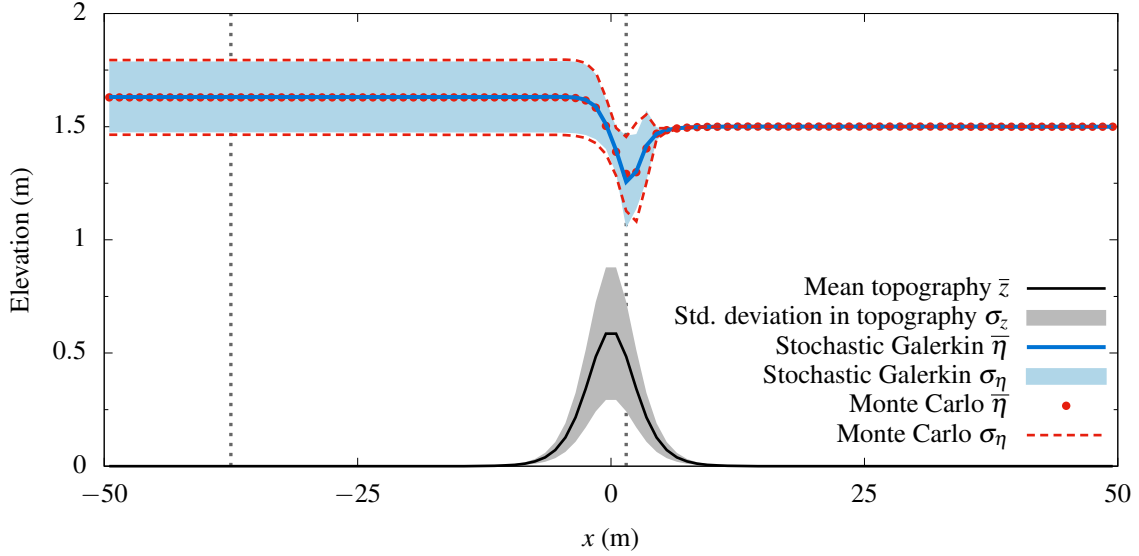 2
1.5
1
0.5
0
Elevation (m)
Mean topography z̅
Std. deviation in topography σ_z
Stochastic Galerkin η̅
Stochastic Galerkin σ_η
Monte Carlo η̅
Monte Carlo σ_η
−50
−25
0
25
50
x (m)